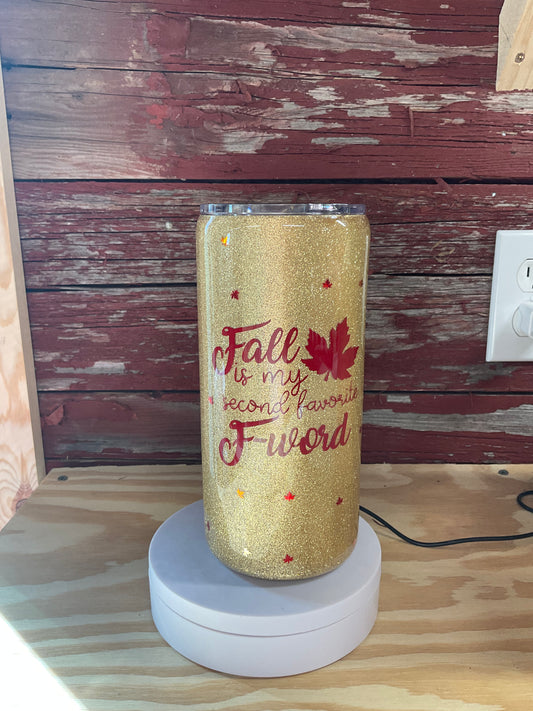 Fall
is my
second favorite
F-word